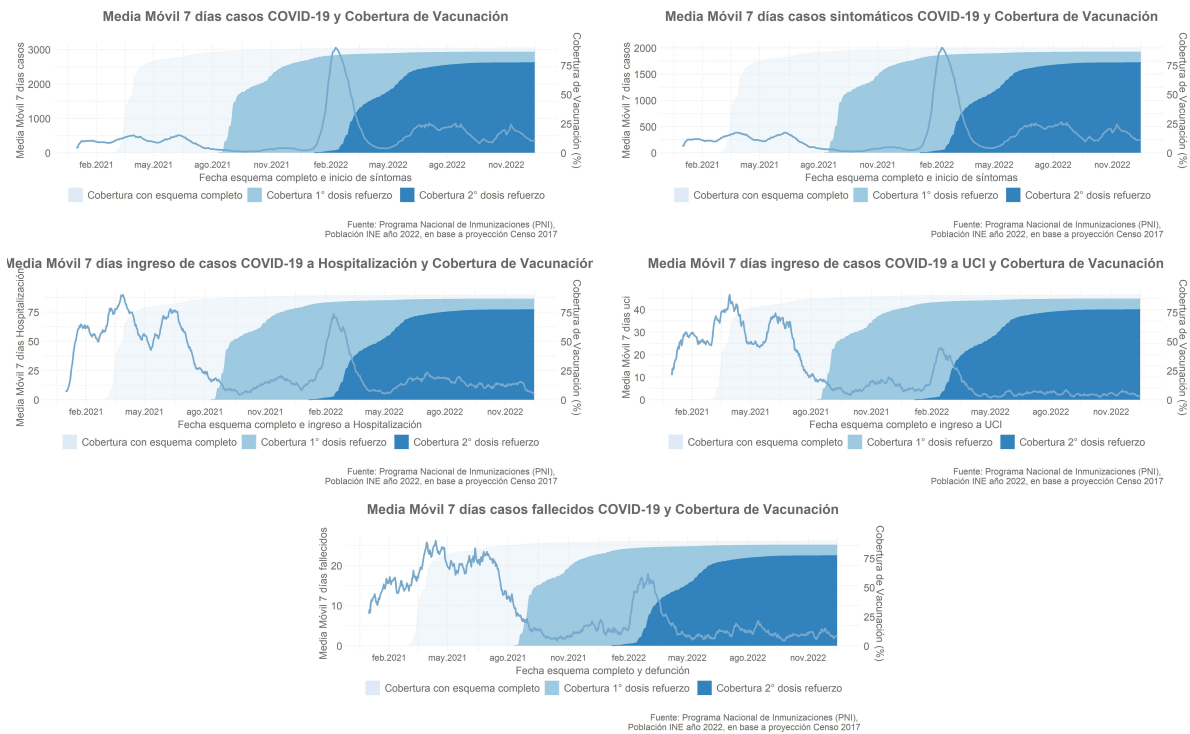 Media Móvil 7 días casos COVID-19 y Cobertura de Vacunación
Media Móvil 7 días casos
3000
2000
1000
0
Cobertura de Vacunación (%)
75
50
25
0
feb.2021 may.2021 ago.2021 nov.2021 feb.2022 may.2022 ago.2022 nov.2022
Fecha esquema completo e inicio de síntomas
Cobertura con esquema completo Cobertura 1° dosis refuerzo Cobertura 2° dosis refuerzo
Fuente: Programa Nacional de Inmunizaciones (PNI),
Población INE año 2022, en base a proyección Censo 2017
Media Móvil 7 días casos sintomáticos COVID-19 y Cobertura de Vacunación
Media Móvil 7 días casos
2000
1500
1000
500
0
Cobertura de Vacunación (%)
75
50
25
0
feb.2021 may.2021 ago.2021 nov.2021 feb.2022 may.2022 ago.2022 nov.2022
Fecha esquema completo e inicio de síntomas
Cobertura con esquema completo Cobertura 1° dosis refuerzo Cobertura 2° dosis refuerzo
Fuente: Programa Nacional de Inmunizaciones (PNI),
Población INE año 2022, en base a proyección Censo 2017
Media Móvil 7 días ingreso de casos COVID-19 a Hospitalización y Cobertura de Vacunación
Media Móvil 7 días Hospitalización
75
50
25
0
Cobertura de Vacunación (%)
75
50
25
0
feb.2021 may.2021 ago.2021 nov.2021 feb.2022 may.2022 ago.2022 nov.2022
Fecha esquema completo e ingreso a Hospitalización
Cobertura con esquema completo Cobertura 1° dosis refuerzo Cobertura 2° dosis refuerzo
Fuente: Programa Nacional de Inmunizaciones (PNI),
Población INE año 2022, en base a proyección Censo 2017
Media Móvil 7 días ingreso de casos COVID-19 a UCI y Cobertura de Vacunación
Media Móvil 7 días uci
40
30
20
10
0
Cobertura de Vacunación (%)
75
50
25
0
feb.2021 may.2021 ago.2021 nov.2021 feb.2022 may.2022 ago.2022 nov.2022
Fecha esquema completo e ingreso a UCI
Cobertura con esquema completo Cobertura 1° dosis refuerzo Cobertura 2° dosis refuerzo
Fuente: Programa Nacional de Inmunizaciones (PNI),
Población INE año 2022, en base a proyección Censo 2017
Media Móvil 7 días casos fallecidos COVID-19 y Cobertura de Vacunación
Media Móvil 7 días fallecidos
20
10
0
Cobertura de Vacunación (%)
75
50
25
0
feb.2021 may.2021 ago.2021 nov.2021 feb.2022 may.2022 ago.2022 nov.2022
Fecha esquema completo y defunción
Cobertura con esquema completo Cobertura 1° dosis refuerzo Cobertura 2° dosis refuerzo
Fuente: Programa Nacional de Inmunizaciones (PNI),
Población INE año 2022, en base a proyección Censo 2017